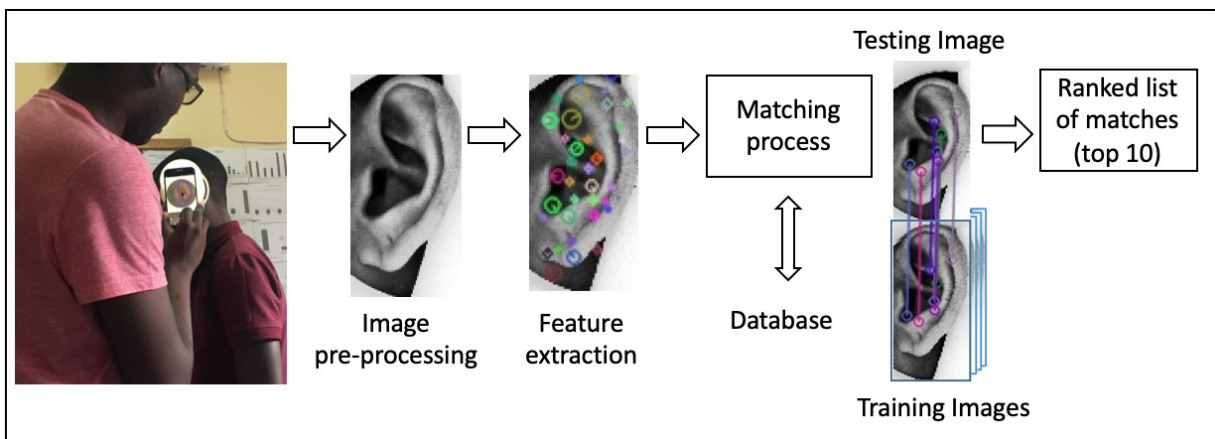 Image
pre-processing
Feature
extraction
Matching
process
Database
Testing Image
Training Images
Ranked list
of matches
(top 10)